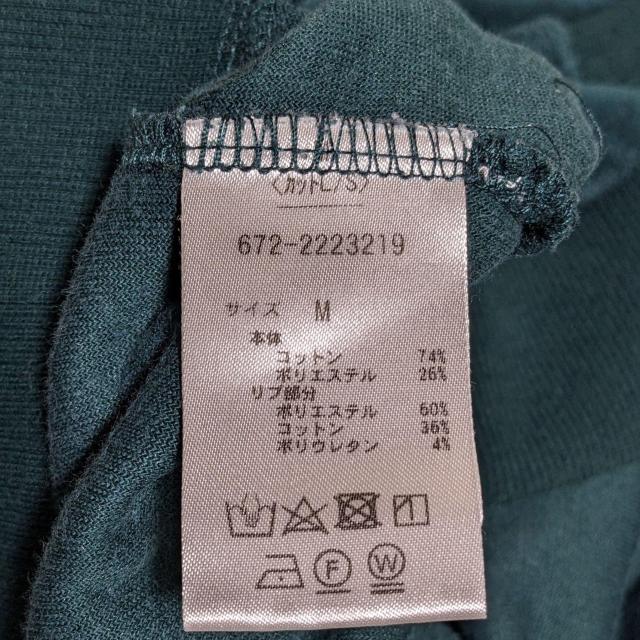 〈カットL/S〉
672-2223219
サイズ M
本体
コットン 74%
ポリエステル 26%
リブ部分
ポリエステル 60%
コットン 36%
ポリウレタン 4%
F W